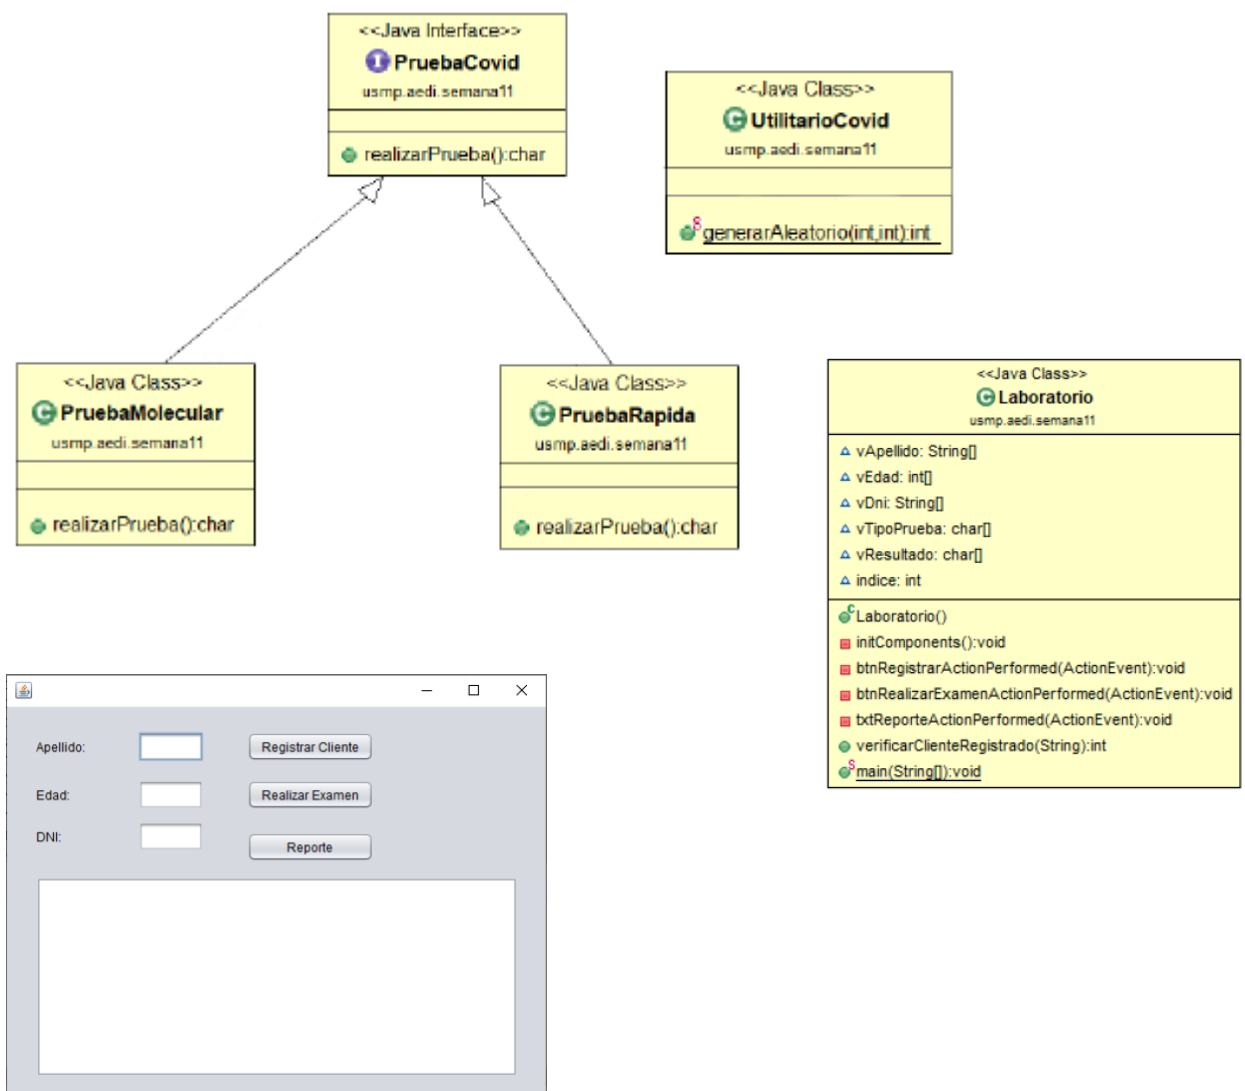 <<Java Interface>>
I PruebaCovid
usmp.aedi.semana11
realizarPrueba():char
<<Java Class>>
C UtilitarioCovid
usmp.aedi.semana11
S generarAleatorio(int,int):int
<<Java Class>>
C PruebaMolecular
usmp.aedi.semana11
realizarPrueba():char
<<Java Class>>
C PruebaRapida
usmp.aedi.semana11
realizarPrueba():char
<<Java Class>>
C Laboratorio
usmp.aedi.semana11
vApellido: String[]
vEdad: int[]
vDni: String[]
vTipoPrueba: char[]
vResultado: char[]
indice: int
C Laboratorio()
initComponents():void
btnRegistrarActionPerformed(ActionEvent):void
btnRealizarExamenActionPerformed(ActionEvent):void
txtReporteActionPerformed(ActionEvent):void
verificarClienteRegistrado(String):int
S main(String[]):void
Apellido:
Registrar Cliente
Edad:
Realizar Examen
DNI:
Reporte